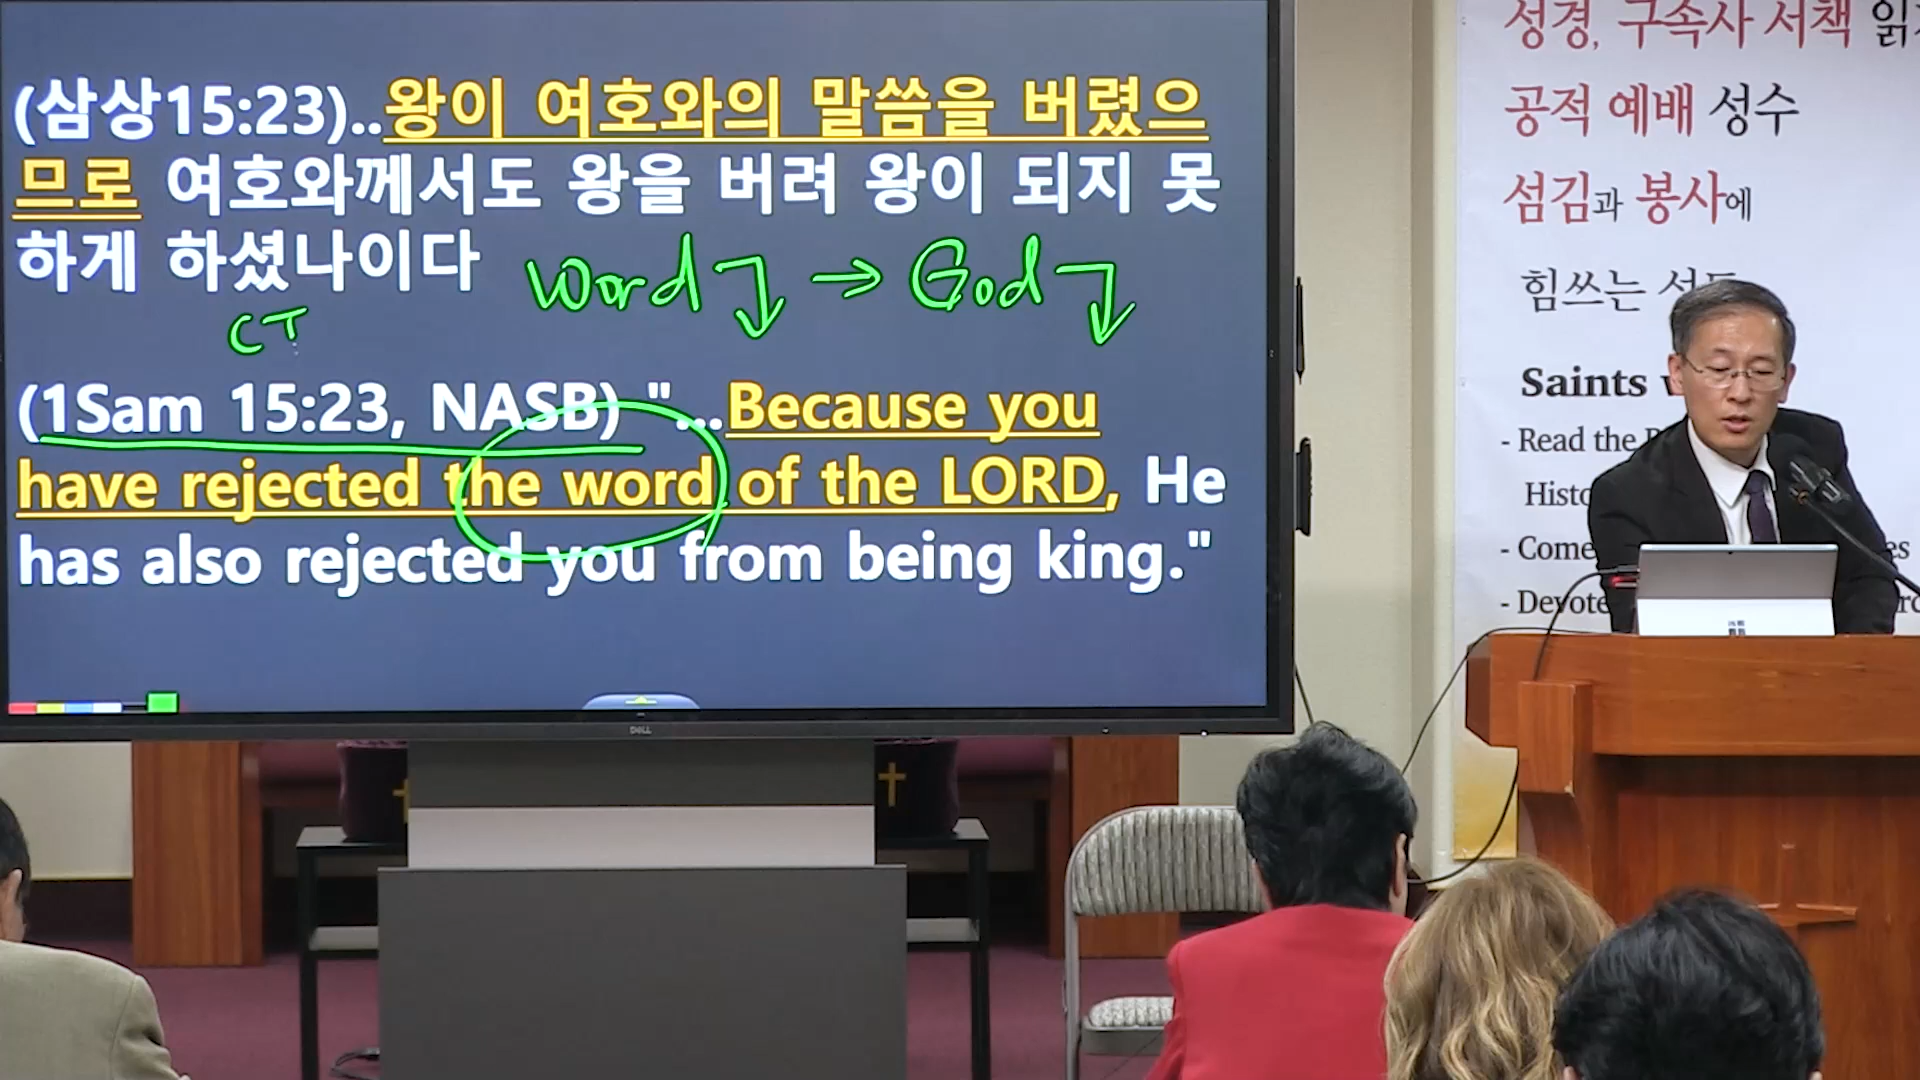 (삼상15:23)..왕이 여호와의 말씀을 버렸으
므로 여호와께서도 왕을 버려 왕이 되지 못
하게 하셨나이다
Word → God
CT
(1Sam 15:23, NASB) "...Because you
have rejected the word of the LORD, He
has also rejected you from being king."
DELL
성경, 구속사 서책
공적 예배 성수
섬김과 봉사에
힘쓰는
Saints
- Read the
- Come